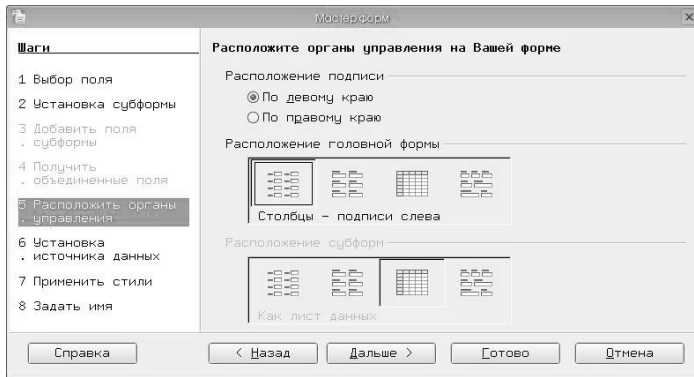 Мастер форм
Шаги
1 Выбор поля
2 Установка субформы
3 Добавить поля
. субформы
4 Получить
. объединенные поля
5 Расположить органы
. управления
6 Установка
. источника данных
7 Применить стили
8 Задать имя
Расположите органы управления на Вашей форме
Расположение подписи
По левому краю
По правому краю
Расположение головной формы
Столбцы – подписи слева
Расположение субформ
Как лист данных
Справка
< Назад
Дальше >
Готово
Отмена